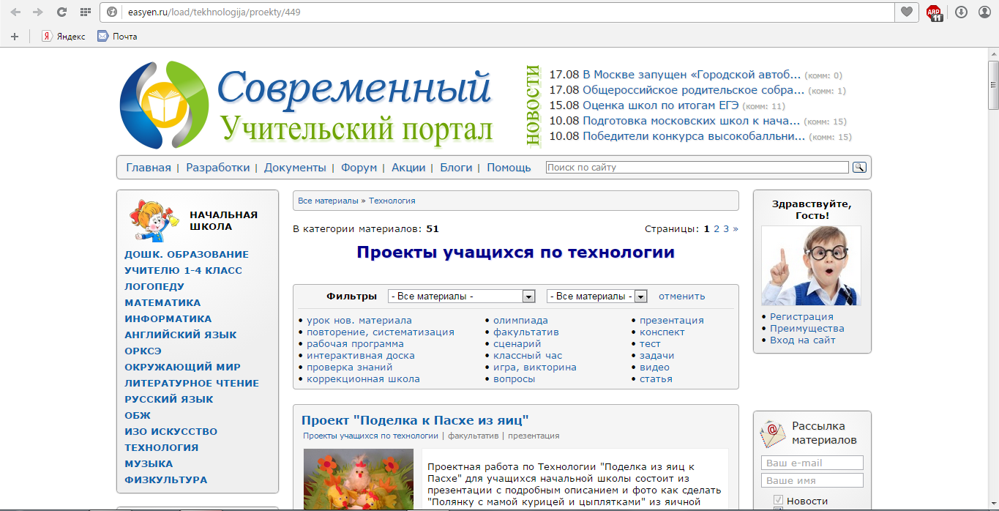 easyen.ru/load/tekhnologija/proekty/449
ABP
11
Яндекс
Почта
Современный
Учительский портал
НОВОСТИ
17.08 В Москве запущен «Городской автоб... (комм: 0)
17.08 Общероссийское родительское собра... (комм: 1)
15.08 Оценка школ по итогам ЕГЭ (комм: 11)
10.08 Подготовка московских школ к нача... (комм: 15)
10.08 Победители конкурса высокобалльни... (комм: 15)
Главная | Разработки | Документы | Форум | Акции | Блоги | Помощь
Поиск по сайту
НАЧАЛЬНАЯ
ШКОЛА
ДОШК. ОБРАЗОВАНИЕ
УЧИТЕЛЮ 1-4 КЛАСС
ЛОГОПЕДУ
МАТЕМАТИКА
ИНФОРМАТИКА
АНГЛИЙСКИЙ ЯЗЫК
ОРКСЭ
ОКРУЖАЮЩИЙ МИР
ЛИТЕРАТУРНОЕ ЧТЕНИЕ
РУССКИЙ ЯЗЫК
ОБЖ
ИЗО ИСКУССТВО
ТЕХНОЛОГИЯ
МУЗЫКА
ФИЗКУЛЬТУРА
Все материалы » Технология
В категории материалов: 51
Страницы: 1 2 3 »
Проекты учащихся по технологии
Фильтры
- Все материалы -
- Все материалы -
отменить
• урок нов. материала
• повторение, систематизация
• рабочая программа
• интерактивная доска
• проверка знаний
• коррекционная школа
• олимпиада
• факультатив
• сценарий
• классный час
• игра, викторина
• вопросы
• презентация
• конспект
• тест
• задачи
• видео
• статья
Проект "Поделка к Пасхе из яиц"
Проекты учащихся по технологии | факультатив | презентация
Проектная работа по Технологии "Поделка из яиц к
Пасхе" для учащихся начальной школы состоит из
презентации с подробным описанием и фото как сделать
"Полянку с мамой курицей и цыплятками" из яичной
Здравствуйте,
Гость!
• Регистрация
• Преимущества
• Вход на сайт
Рассылка
материалов
Ваш e-mail
Ваше имя
Новости